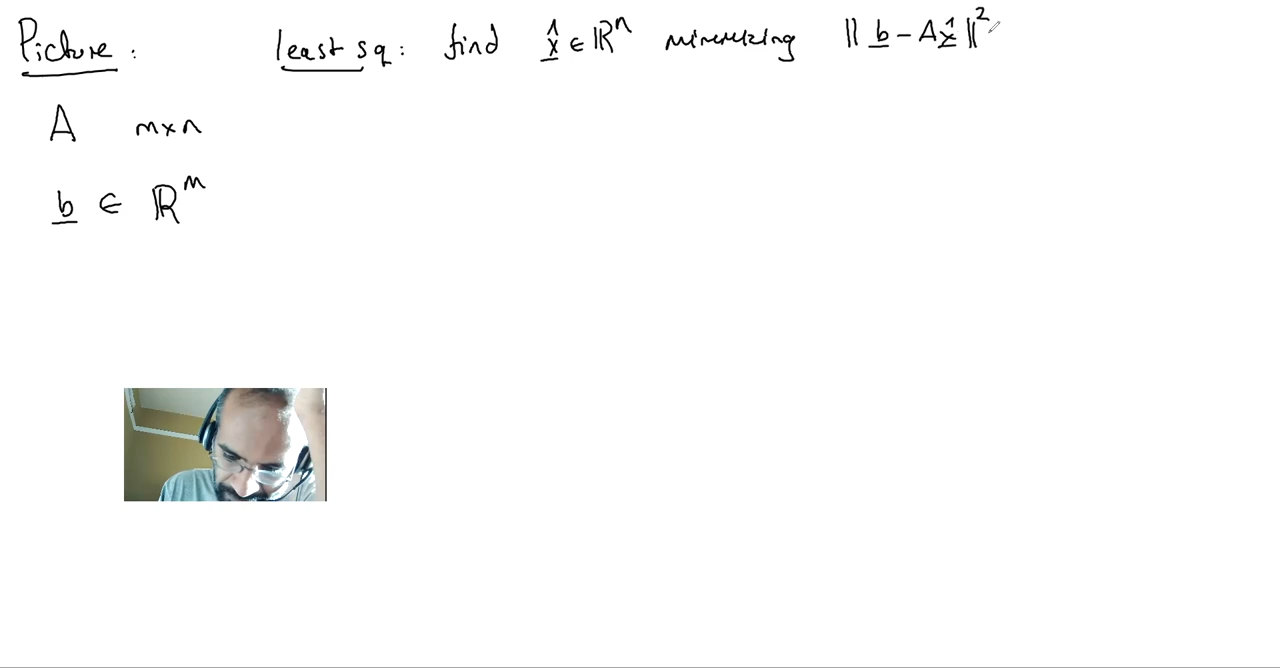 Picture: least sq: find x̂ ∈ ℝⁿ minimizing || b - Ax̂ ||²
A m×n
b ∈ ℝᵐ